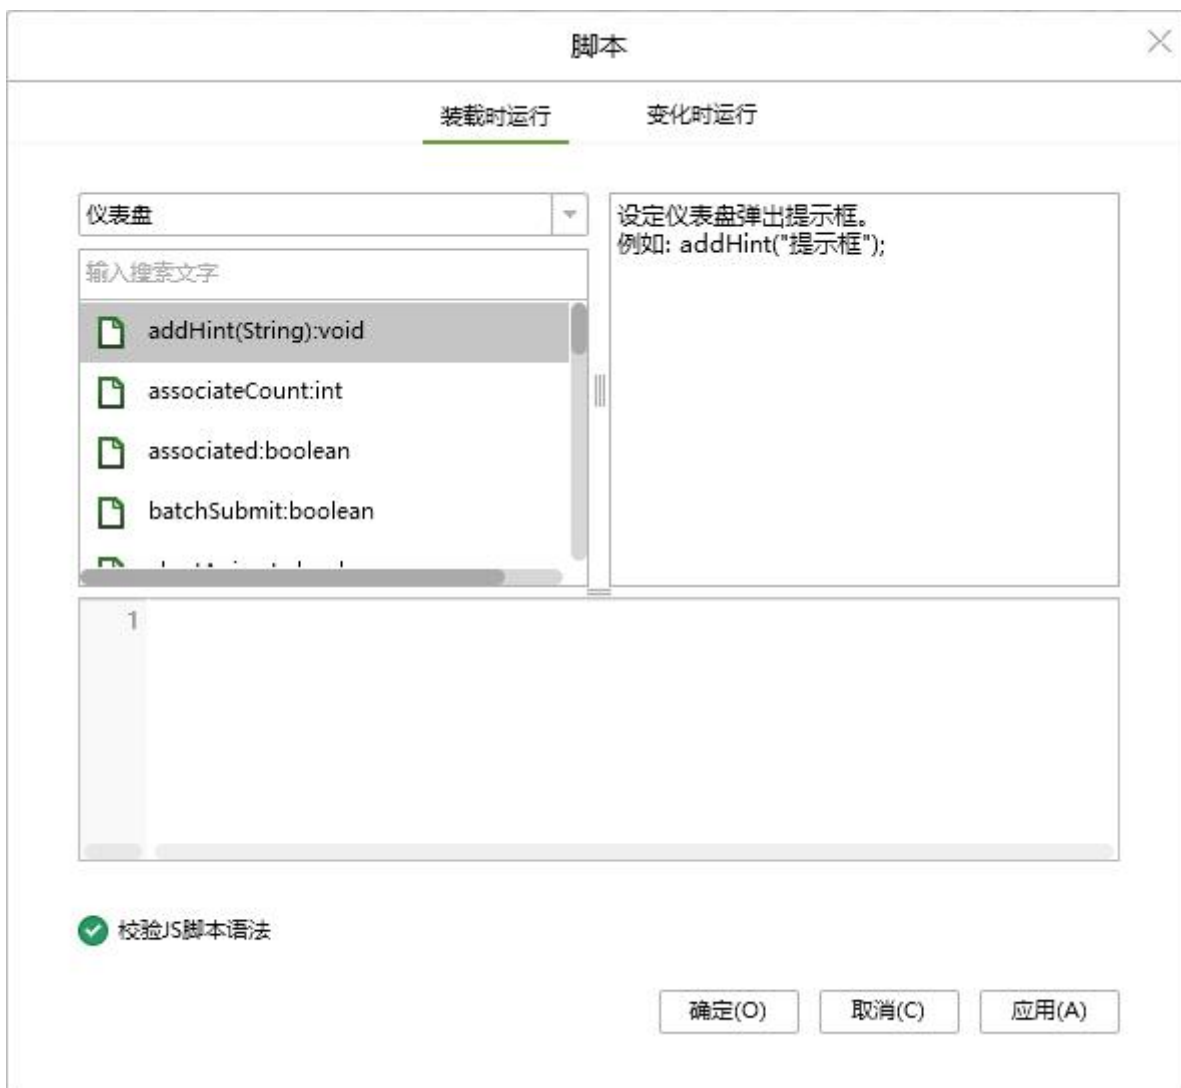 脚本
装载时运行
变化时运行
仪表盘
设定仪表盘弹出提示框。
例如: addHint("提示框");
输入搜索文字
addHint(String):void
associateCount:int
associated:boolean
batchSubmit:boolean
1
校验JS脚本语法
确定(O)
取消(C)
应用(A)